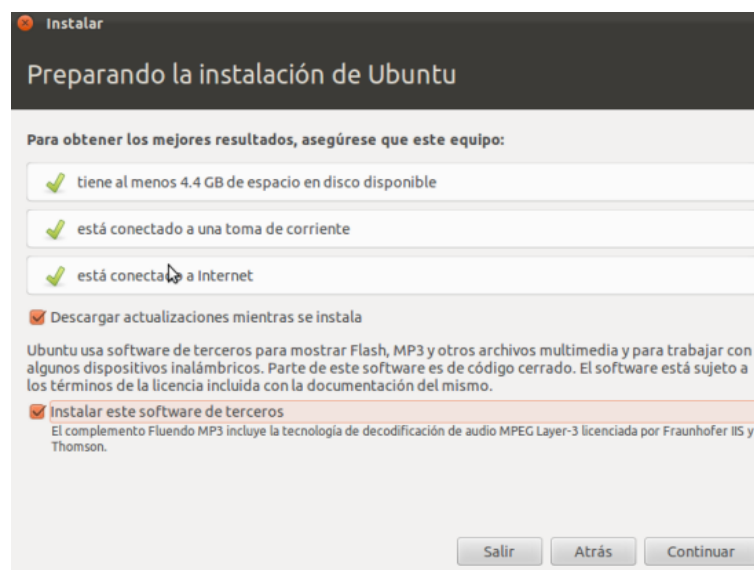 Instalar
Preparando la instalación de Ubuntu
Para obtener los mejores resultados, asegúrese que este equipo:
tiene al menos 4.4 GB de espacio en disco disponible
está conectado a una toma de corriente
está conectado a Internet
Descargar actualizaciones mientras se instala
Ubuntu usa software de terceros para mostrar Flash, MP3 y otros archivos multimedia y para trabajar con
algunos dispositivos inalámbricos. Parte de este software es de código cerrado. El software está sujeto a
los términos de la licencia incluida con la documentación del mismo.
Instalar este software de terceros
El complemento Fluendo MP3 incluye la tecnología de decodificación de audio MPEG Layer-3 licenciada por Fraunhofer IIS y
Thomson.
Salir
Atrás
Continuar